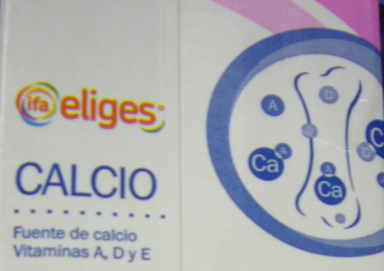 ifa eliges
CALCIO
Fuente de calcio
Vitaminas A, D y E
A
D
D
Ca
A
A
Ca
D
C